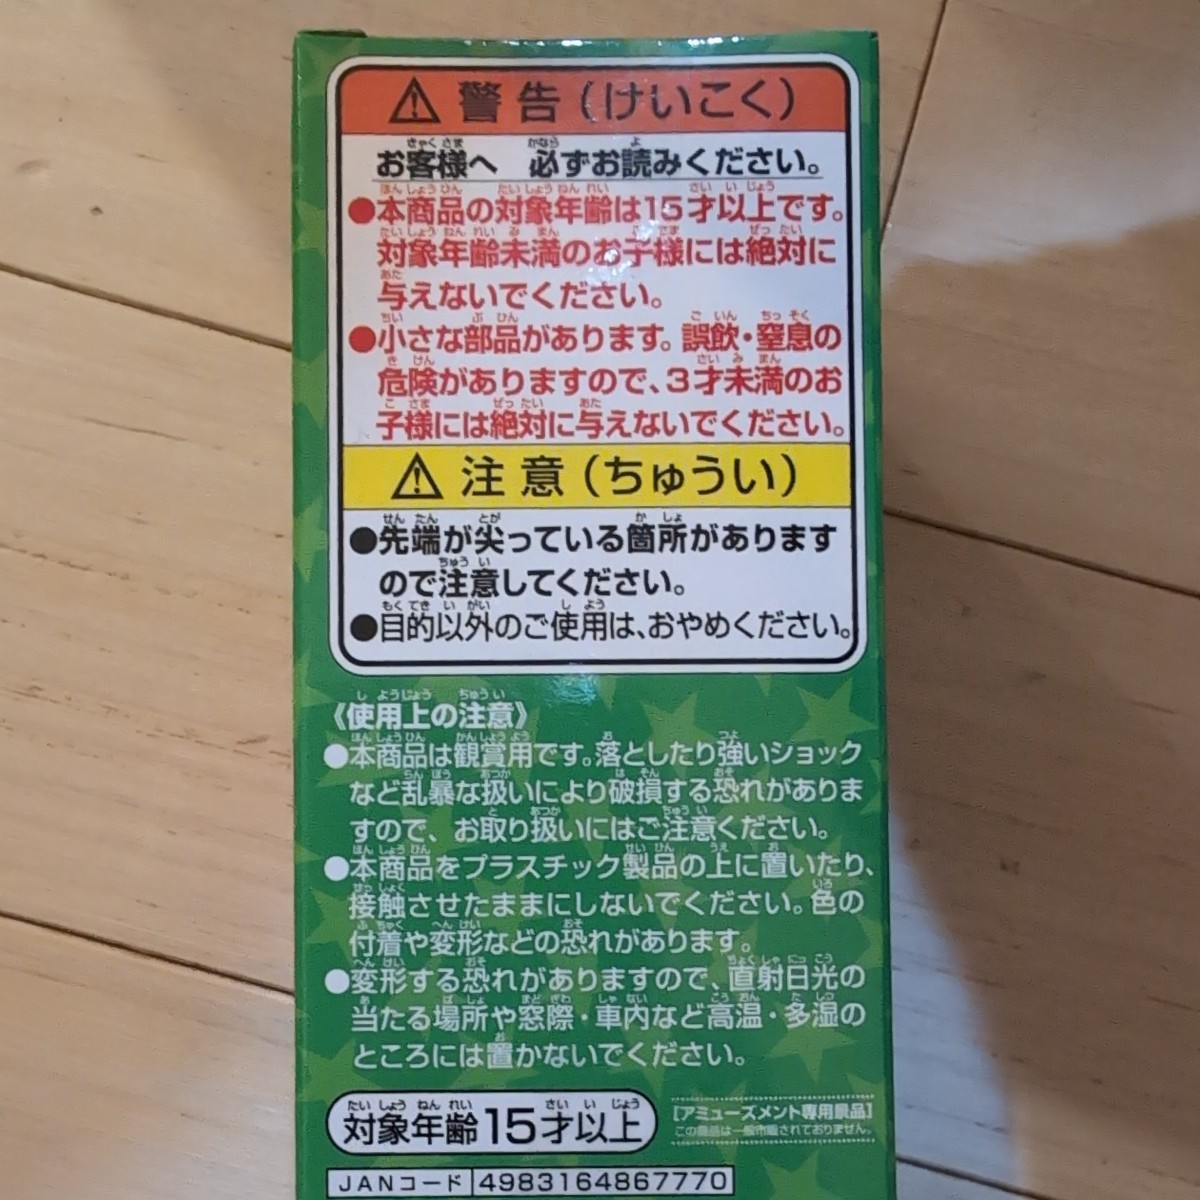 ⚠警告(けいこく)
お客様へ 必ずお読みください。
●本商品の対象年齢は15才以上です。
対象年齢未満のお子様には絶対に
与えないでください。
●小さな部品があります。誤飲・窒息の
危険がありますので、3才未満のお
子様には絶対に与えないでください。
⚠注意(ちゅうい)
●先端が尖っている箇所があります
ので注意してください。
●目的以外のご使用は、おやめください。
《使用上の注意》
●本商品は観賞用です。落としたり強いショック
など乱暴な扱いにより破損する恐れがありま
すので、お取り扱いにはご注意ください。
●本商品をプラスチック製品の上に置いたり、
接触させたままにしないでください。色の
付着や変形などの恐れがあります。
●変形する恐れがありますので、直射日光の
当たる場所や窓際・車内など高温・多湿の
ところには置かないでください。
対象年齢15才以上
[アミューズメント専用景品]
この商品は一般市販されておりません。
JANコード 4983164867770